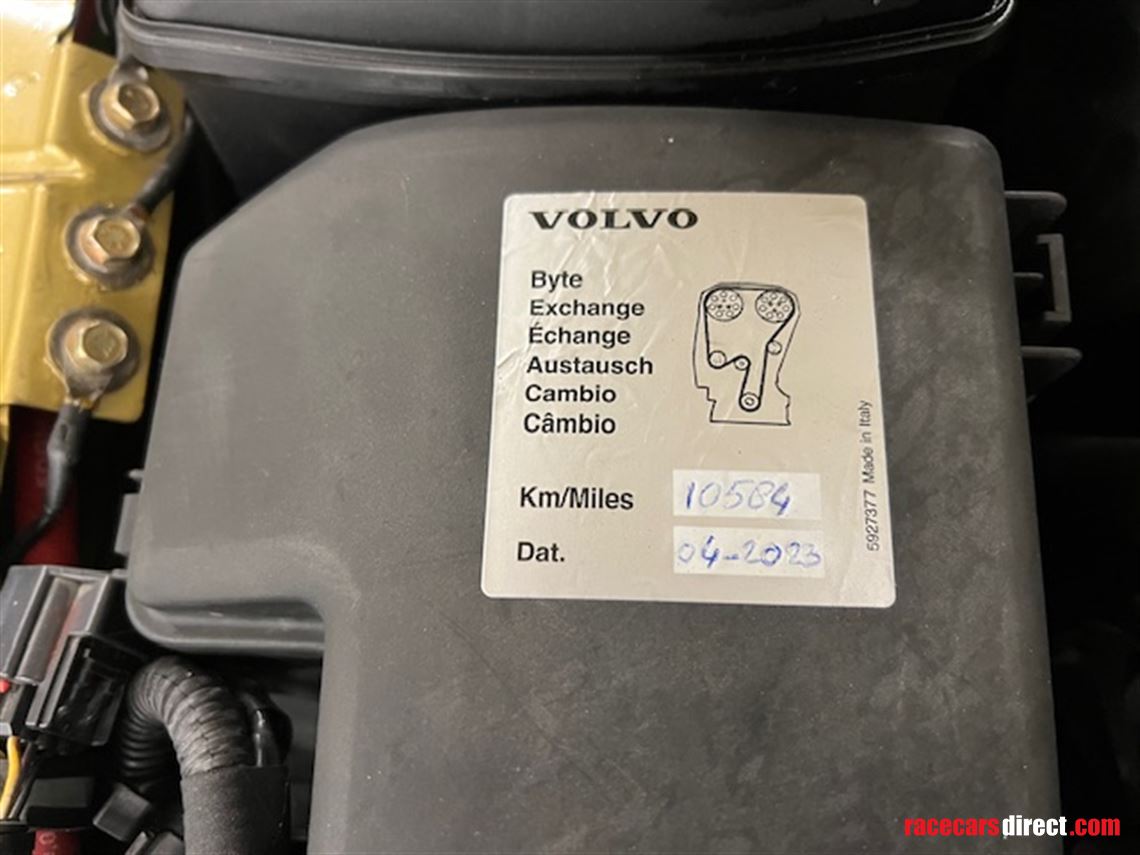 VOLVO
Byte
Exchange
Échange
Austausch
Cambio
Câmbio
Km/Miles 10584
Dat. 04-2023
5927377 Made in Italy
racecarsdirect.com